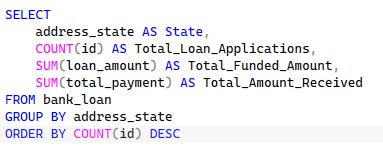 SELECT
    address_state AS State,
    COUNT(id) AS Total_Loan_Applications,
    SUM(loan_amount) AS Total_Funded_Amount,
    SUM(total_payment) AS Total_Amount_Received
FROM bank_loan
GROUP BY address_state
ORDER BY COUNT(id) DESC